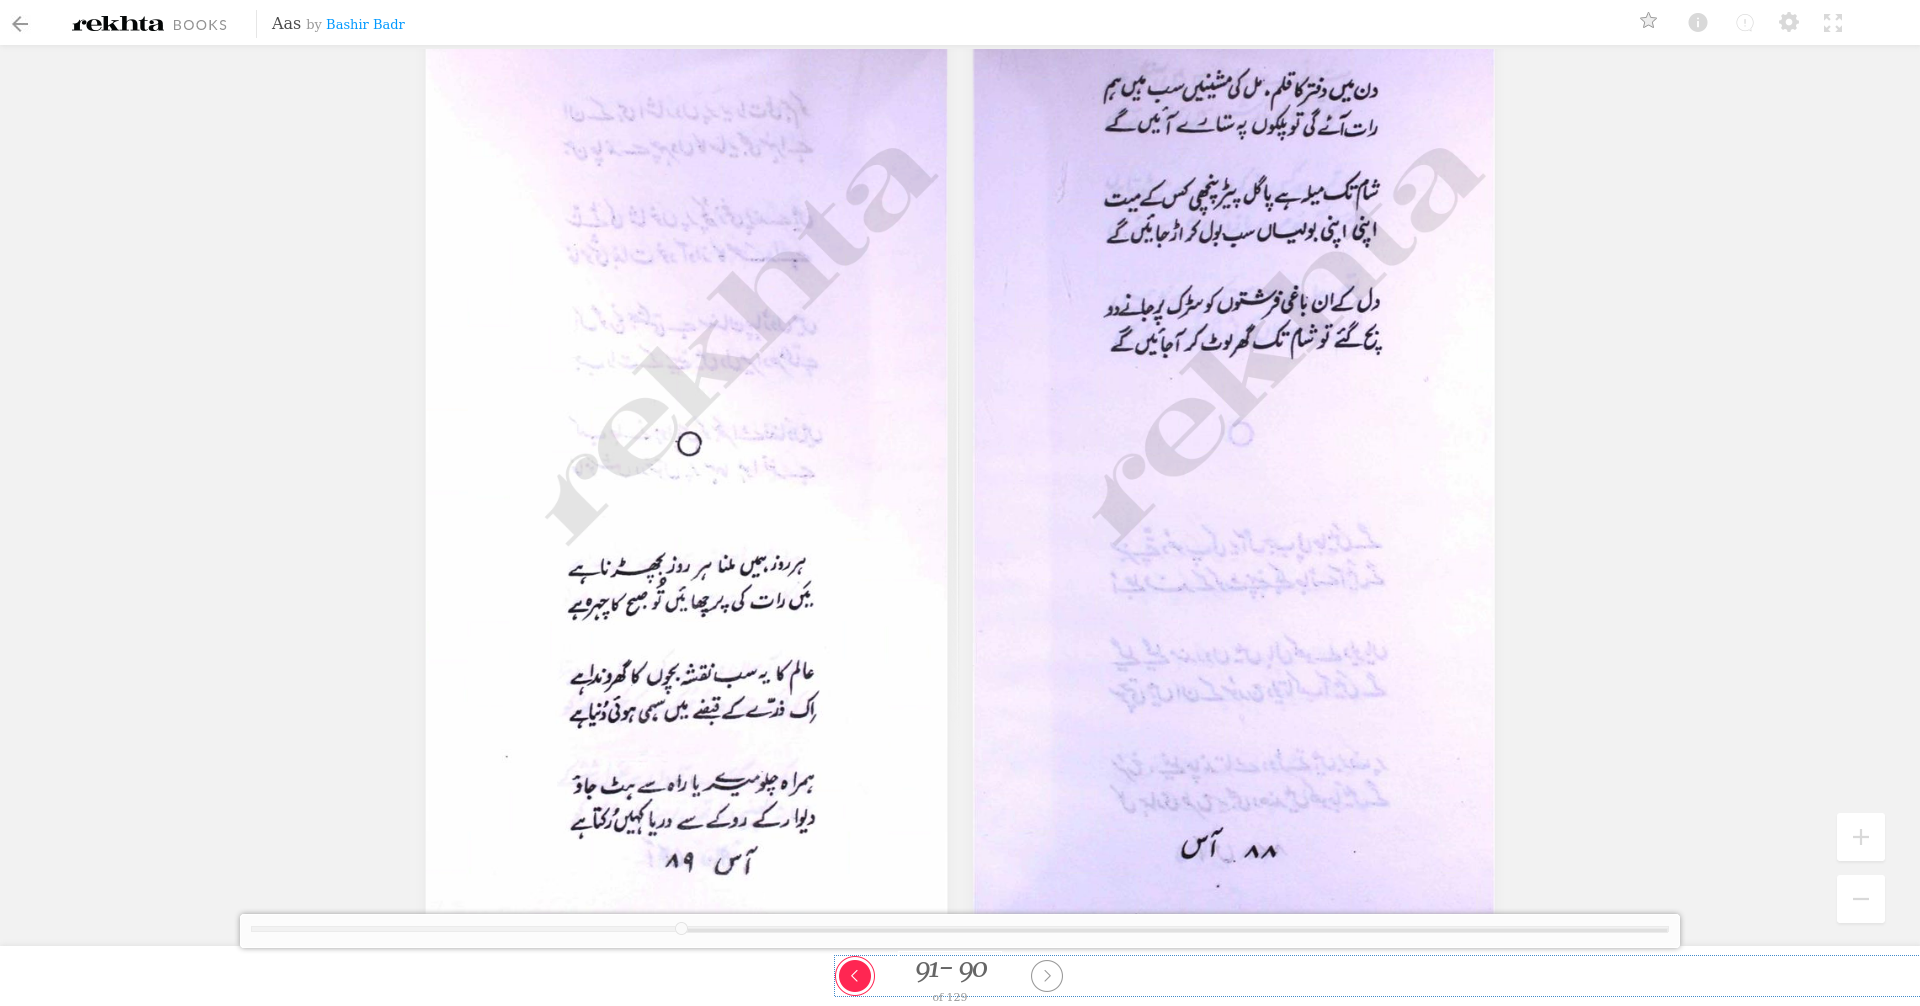 rekhta BOOKS Aas by Bashir Badr
دن میں دفتر کا قلم، مل کی مشینیں سب ہیں ہم
رات آئے گی تو پلکوں پہ ستارے آئیں گے
شام تک میلہ ہے پاگل پیڑ پنچھی کس کے میت
اپنی اپنی بولیاں سب بول کر اڑ جائیں گے
دل کے ان باغی فرشتوں کو سڑک پر جانے دو
بچ گئے تو شام تک گھر لوٹ کر آجائیں گے
۸۸ آس
rekhta
ہر روز ہمیں ملنا ہر روز بچھڑنا ہے
میں رات کی پرچھائیں تُو صبح کا چہرہ ہے
عالم کا یہ سب نقشہ بچوں کا گھروندا ہے
اِک ذرّے کے قبضے میں سہمی ہوئی دُنیا ہے
ہمراہ چلو میرے یا راہ سے ہٹ جاؤ
دیوار کے روکے سے دریا کہیں رُکتا ہے
آس ۸۹
rekhta
91- 90
of 129